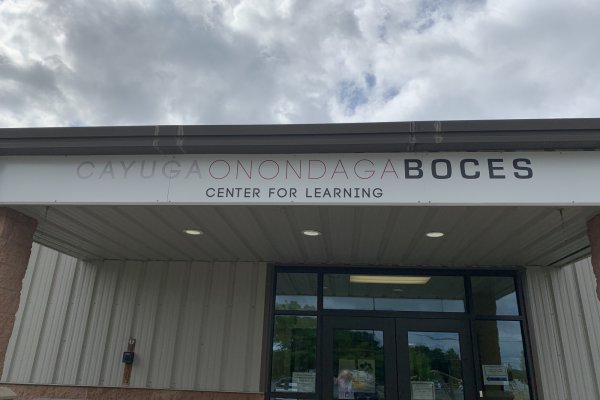 CAYUGAONONDAGABOCES
CENTER FOR LEARNING